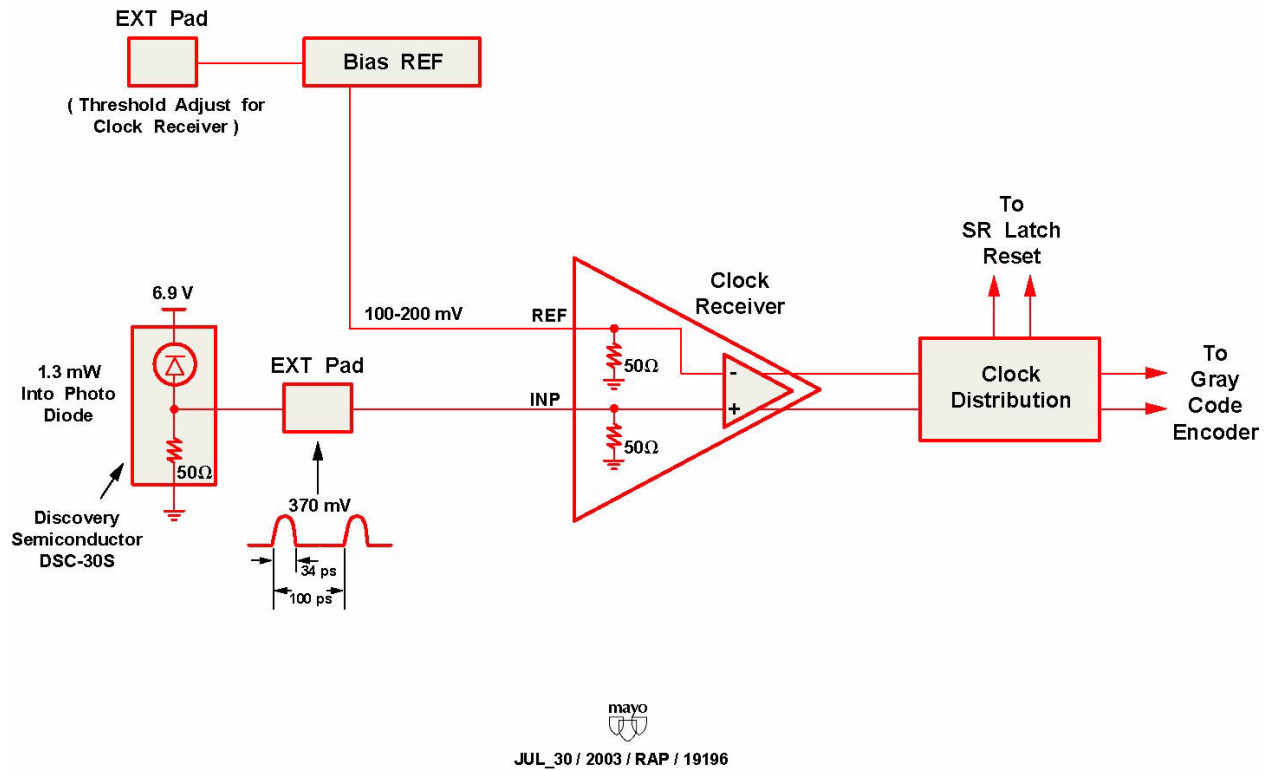 EXT Pad
Bias REF
( Threshold Adjust for
Clock Receiver )
To
SR Latch
Reset
6.9 V
100-200 mV
REF
Clock
Receiver
1.3 mW
Into Photo
Diode
EXT Pad
50Ω
-
INP
+
Clock
Distribution
To
Gray
Code
Encoder
50Ω
50Ω
Discovery
Semiconductor
DSC-30S
370 mV
34 ps
100 ps
mayo
JUL_30 / 2003 / RAP / 19196